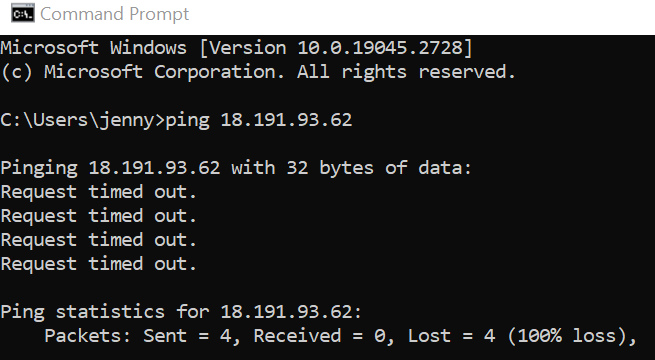 Command Prompt
Microsoft Windows [Version 10.0.19045.2728]
(c) Microsoft Corporation. All rights reserved.
C:\Users\jenny>ping 18.191.93.62
Pinging 18.191.93.62 with 32 bytes of data:
Request timed out.
Request timed out.
Request timed out.
Request timed out.
Ping statistics for 18.191.93.62:
Packets: Sent = 4, Received = 0, Lost = 4 (100% loss),